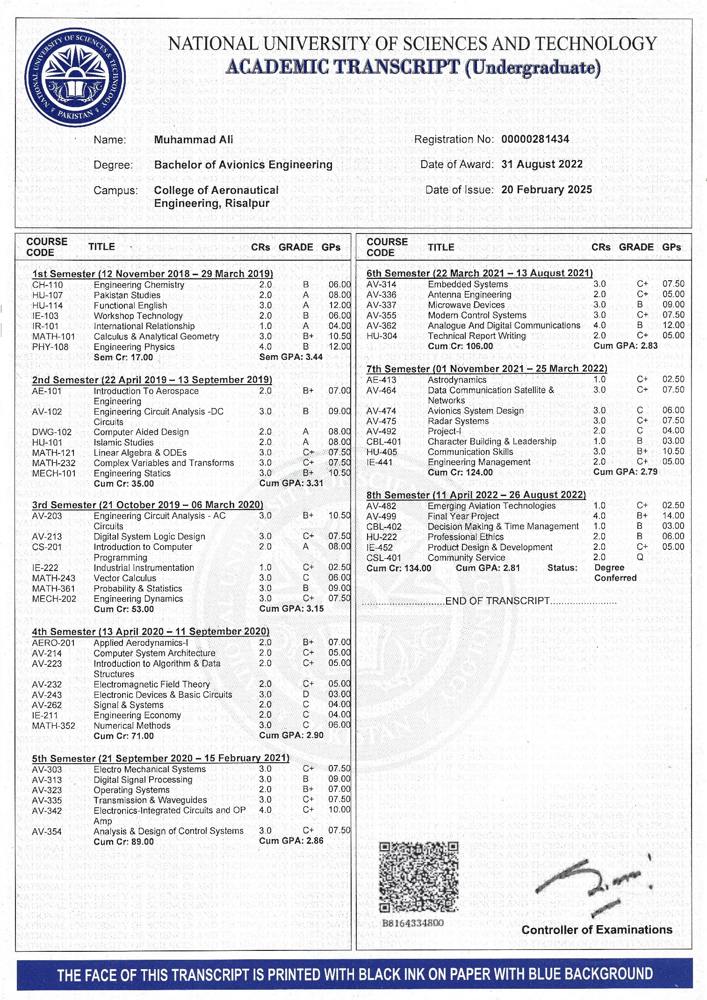 NATIONAL UNIVERSITY OF SCIENCES & TECHNOLOGY
PAKISTAN
NATIONAL UNIVERSITY OF SCIENCES AND TECHNOLOGY
ACADEMIC TRANSCRIPT (Undergraduate)
Name: Muhammad Ali
Registration No: 00000281434
Degree: Bachelor of Avionics Engineering
Date of Award: 31 August 2022
Campus: College of Aeronautical
Engineering, Risalpur
Date of Issue: 20 February 2025
COURSE CODE TITLE CRs GRADE GPs
1st Semester (12 November 2018 – 29 March 2019)
CH-110 Engineering Chemistry 2.0 B 06.00
HU-107 Pakistan Studies 2.0 A 08.00
HU-114 Functional English 3.0 A 12.00
IE-103 Workshop Technology 2.0 B 06.00
IR-101 International Relationship 1.0 A 04.00
MATH-101 Calculus & Analytical Geometry 3.0 B+ 10.50
PHY-108 Engineering Physics 4.0 B 12.00
Sem Cr: 17.00 Sem GPA: 3.44
2nd Semester (22 April 2019 – 13 September 2019)
AE-101 Introduction To Aerospace 2.0 B+ 07.00
Engineering
AV-102 Engineering Circuit Analysis -DC 3.0 B 09.00
Circuits
DWG-102 Computer Aided Design 2.0 A 08.00
HU-101 Islamic Studies 2.0 A 08.00
MATH-121 Linear Algebra & ODEs 3.0 C+ 07.50
MATH-232 Complex Variables and Transforms 3.0 C+ 07.50
MECH-101 Engineering Statics 3.0 B+ 10.50
Cum Cr: 35.00 Cum GPA: 3.31
3rd Semester (21 October 2019 – 06 March 2020)
AV-203 Engineering Circuit Analysis - AC 3.0 B+ 10.50
Circuits
AV-213 Digital System Logic Design 3.0 C+ 07.50
CS-201 Introduction to Computer 2.0 A 08.00
Programming
IE-222 Industrial Instrumentation 1.0 C+ 02.50
MATH-243 Vector Calculus 3.0 C 06.00
MATH-361 Probability & Statistics 3.0 B 09.00
MECH-202 Engineering Dynamics 3.0 C+ 07.50
Cum Cr: 53.00 Cum GPA: 3.15
4th Semester (13 April 2020 – 11 September 2020)
AERO-201 Applied Aerodynamics-I 2.0 B+ 07.00
AV-214 Computer System Architecture 2.0 C+ 05.00
AV-223 Introduction to Algorithm & Data 2.0 C+ 05.00
Structures
AV-232 Electromagnetic Field Theory 2.0 C+ 05.00
AV-243 Electronic Devices & Basic Circuits 3.0 D 03.00
AV-262 Signal & Systems 2.0 C 04.00
IE-211 Engineering Economy 2.0 C 04.00
MATH-352 Numerical Methods 3.0 C 06.00
Cum Cr: 71.00 Cum GPA: 2.90
5th Semester (21 September 2020 – 15 February 2021)
AV-303 Electro Mechanical Systems 3.0 C+ 07.50
AV-313 Digital Signal Processing 3.0 B 09.00
AV-323 Operating Systems 2.0 B+ 07.00
AV-335 Transmission & Waveguides 3.0 C+ 07.50
AV-342 Electronics-Integrated Circuits and OP 4.0 C+ 10.00
Amp
AV-354 Analysis & Design of Control Systems 3.0 C+ 07.50
Cum Cr: 89.00 Cum GPA: 2.86
COURSE CODE TITLE CRs GRADE GPs
6th Semester (22 March 2021 – 13 August 2021)
AV-314 Embedded Systems 3.0 C+ 07.50
AV-336 Antenna Engineering 2.0 C+ 05.00
AV-337 Microwave Devices 3.0 B 09.00
AV-355 Modern Control Systems 3.0 C+ 07.50
AV-362 Analogue And Digital Communications 4.0 B 12.00
HU-304 Technical Report Writing 2.0 C+ 05.00
Cum Cr: 106.00 Cum GPA: 2.83
7th Semester (01 November 2021 – 25 March 2022)
AE-413 Astrodynamics 1.0 C+ 02.50
AV-464 Data Communication Satellite & 3.0 C+ 07.50
Networks
AV-474 Avionics System Design 3.0 C 06.00
AV-475 Radar Systems 3.0 C+ 07.50
AV-492 Project-I 2.0 C 04.00
CBL-401 Character Building & Leadership 1.0 B 03.00
HU-405 Communication Skills 3.0 B+ 10.50
IE-441 Engineering Management 2.0 C+ 05.00
Cum Cr: 124.00 Cum GPA: 2.79
8th Semester (11 April 2022 – 26 August 2022)
AV-482 Emerging Aviation Technologies 1.0 C+ 02.50
AV-499 Final Year Project 4.0 B+ 14.00
CBL-402 Decision Making & Time Management 1.0 B 03.00
HU-222 Professional Ethics 2.0 B 06.00
IE-452 Product Design & Development 2.0 C+ 05.00
CSL-401 Community Service 2.0 Q
Cum Cr: 134.00 Cum GPA: 2.81 Status: Degree
Conferred
..............................END OF TRANSCRIPT........................
B8164334800
Controller of Examinations
THE FACE OF THIS TRANSCRIPT IS PRINTED WITH BLACK INK ON PAPER WITH BLUE BACKGROUND